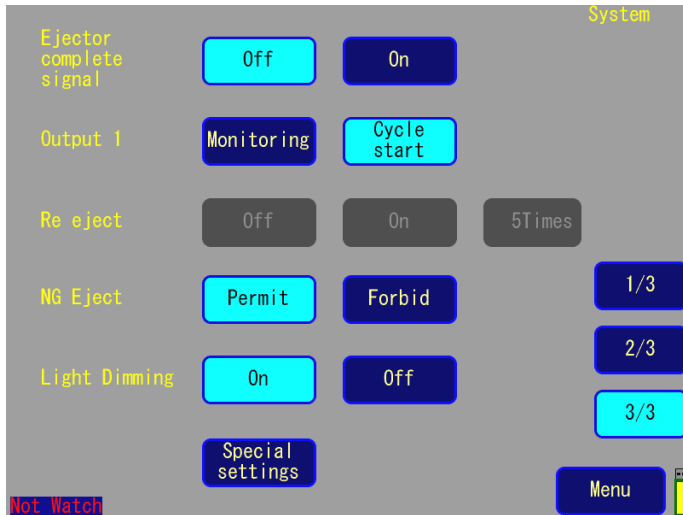 System
Ejector
complete
signal
Off
On
Output 1
Monitoring
Cycle
start
Re eject
Off
On
5Times
NG Eject
Permit
Forbid
1/3
2/3
Light Dimming
On
Off
3/3
Special
settings
Menu
Not Watch